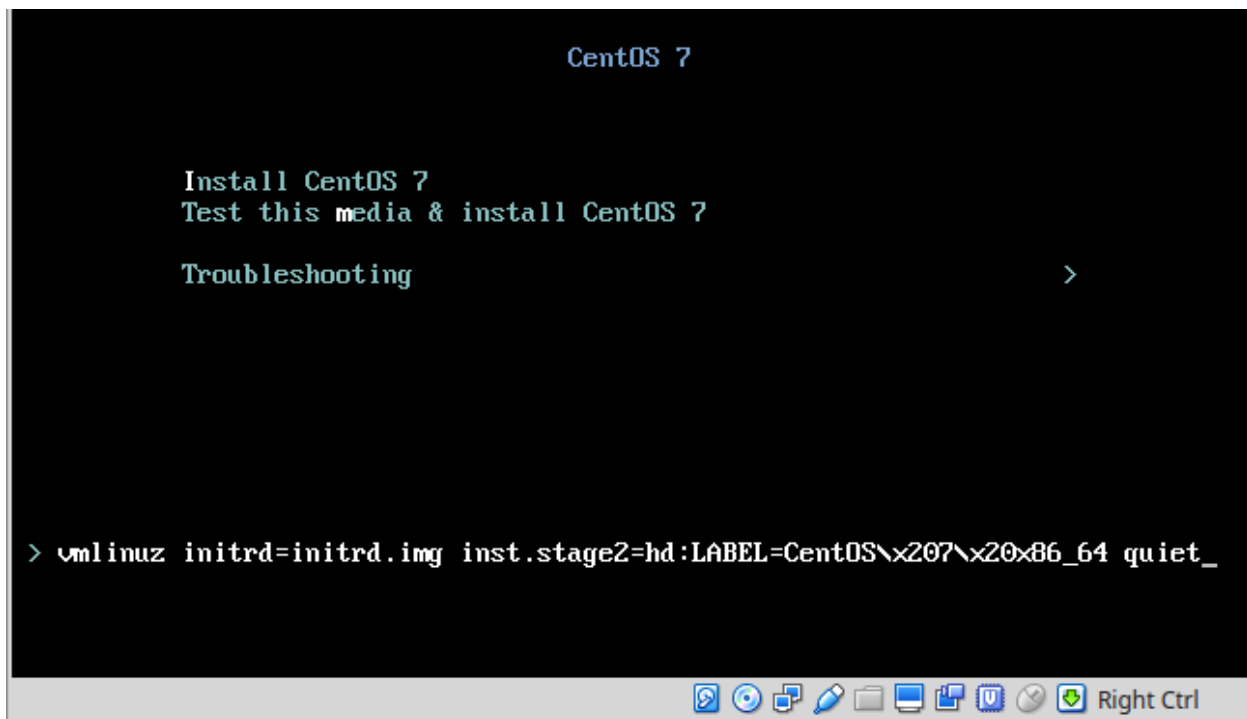 CentOS 7
Install CentOS 7
Test this media & install CentOS 7
Troubleshooting >
> vmlinuz initrd=initrd.img inst.stage2=hd:LABEL=CentOS\x207\x20x86_64 quiet_
Right Ctrl